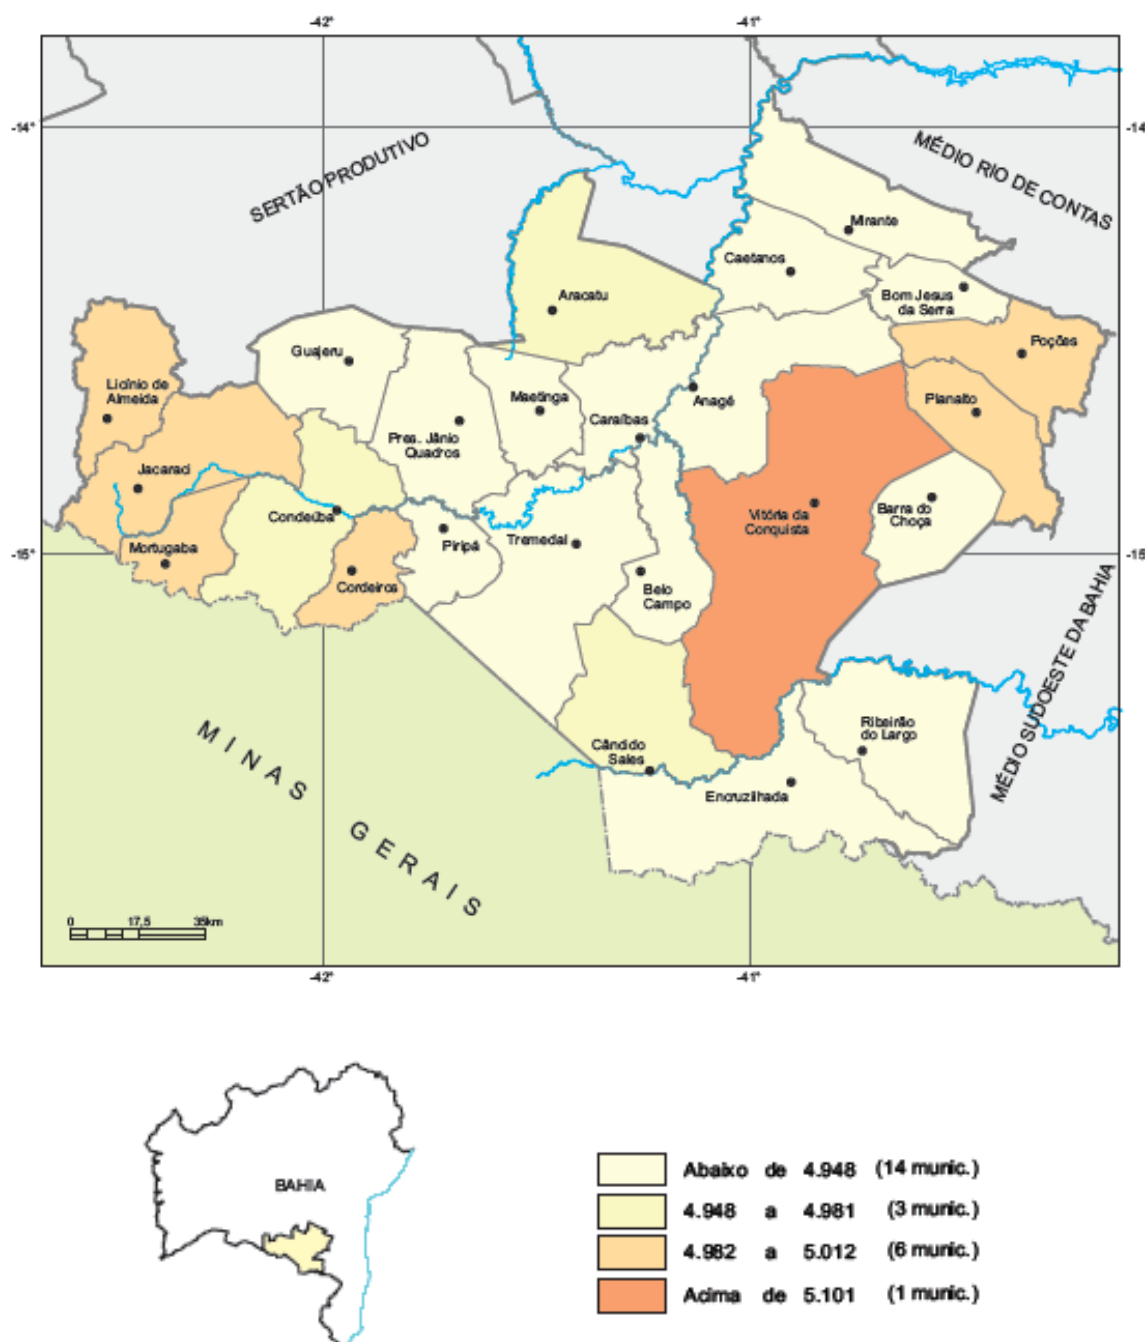 -42°
-41°
-14°
-14°
SERTÃO PRODUTIVO
MÉDIO RIO DE CONTAS
Mirante
Caetanos
Aracatu
Bom Jesus
da Serra
Poções
Guajeru
Licínio de
Almeida
Maetinga
Anagé
Planalto
Caraíbas
Pres. Jânio
Quadros
Jacaraci
Condeúba
Vitória da
Conquista
Barra do
Choça
Mortugaba
Piripá
Tremedal
-15°
-15°
Cordeiros
Belo
Campo
MÉDIO SUDOESTE DA BAHIA
Ribeirão
do Largo
Cândido
Sales
Encruzilhada
MINAS
GERAIS
0 17,5 35km
-42°
-41°
BAHIA
Abaixo de 4.948 (14 munic.)
4.948 a 4.981 (3 munic.)
4.982 a 5.012 (6 munic.)
Acima de 5.101 (1 munic.)